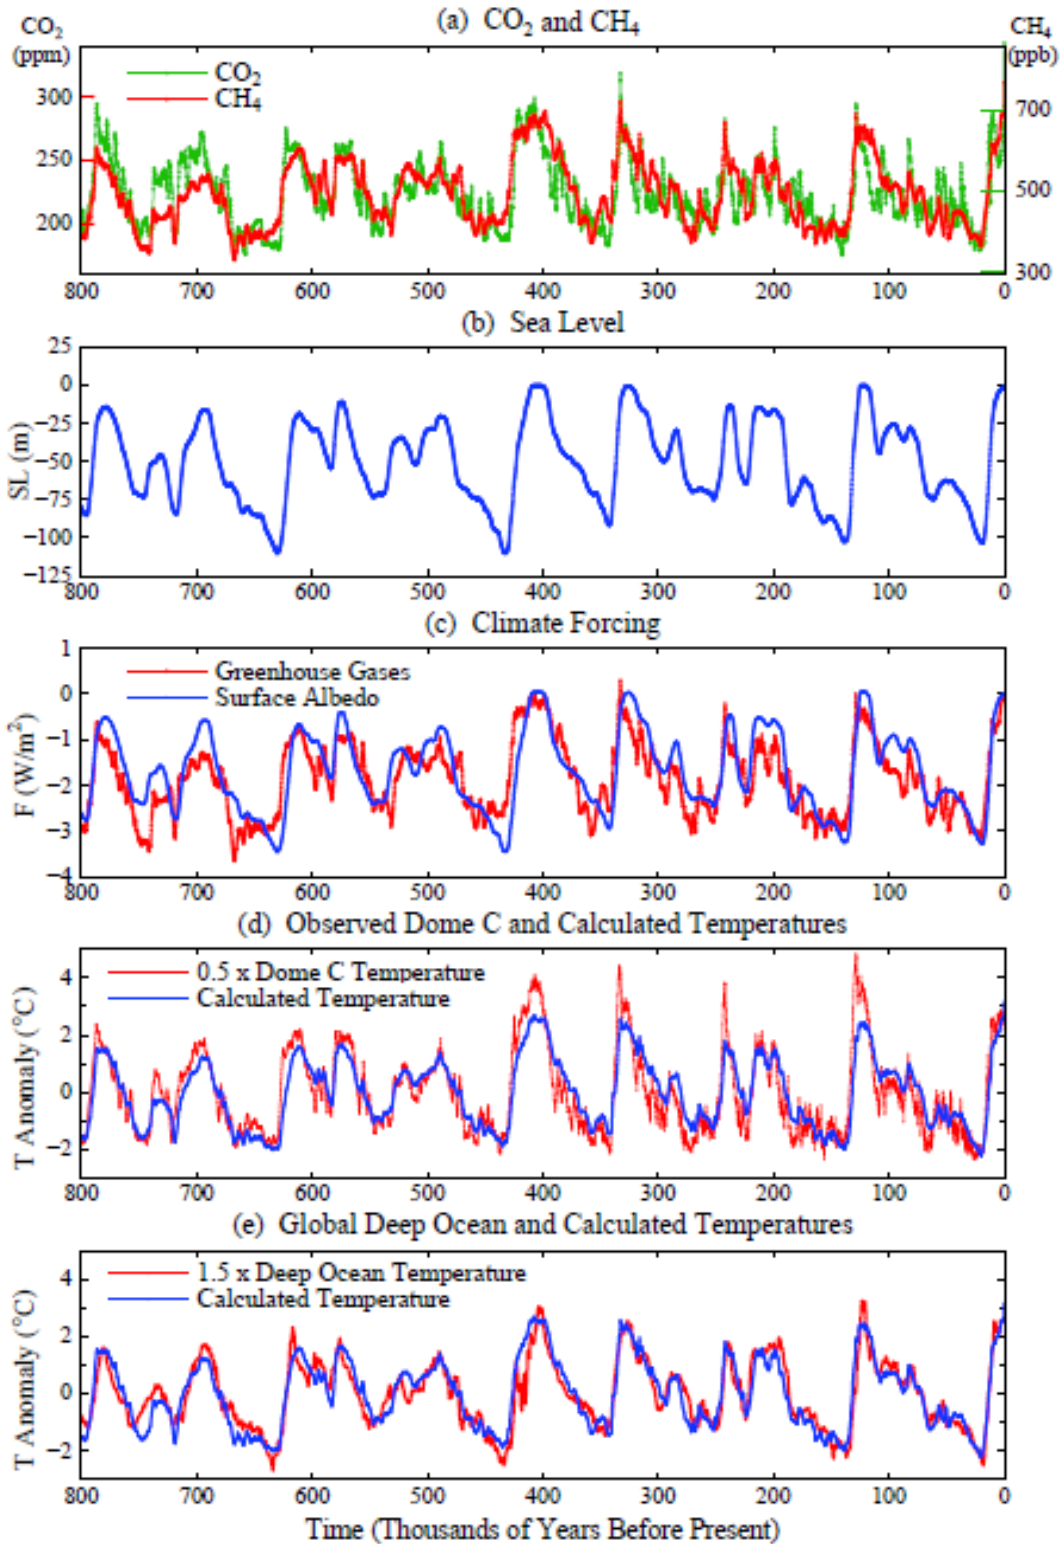 (a) CO₂ and CH₄
CO₂
(ppm)
CH₄
(ppb)
CO₂
CH₄
300
250
200
700
500
300
800 700 600 500 400 300 200 100 0
(b) Sea Level
SL (m)
25
0
−25
−50
−75
−100
−125
800 700 600 500 400 300 200 100 0
(c) Climate Forcing
F (W/m²)
Greenhouse Gases
Surface Albedo
1
0
−1
−2
−3
−4
800 700 600 500 400 300 200 100 0
(d) Observed Dome C and Calculated Temperatures
T Anomaly (°C)
0.5 x Dome C Temperature
Calculated Temperature
4
2
0
−2
800 700 600 500 400 300 200 100 0
(e) Global Deep Ocean and Calculated Temperatures
T Anomaly (°C)
1.5 x Deep Ocean Temperature
Calculated Temperature
4
2
0
−2
800 700 600 500 400 300 200 100 0
Time (Thousands of Years Before Present)